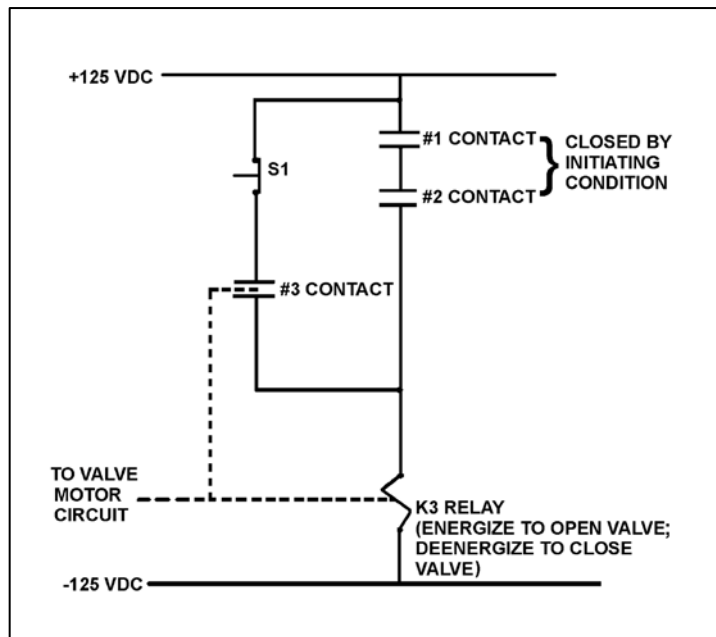 +125 VDC
#1 CONTACT
CLOSED BY
INITIATING
CONDITION
S1
#2 CONTACT
#3 CONTACT
TO VALVE
MOTOR
CIRCUIT
K3 RELAY
(ENERGIZE TO OPEN VALVE;
DEENERGIZE TO CLOSE
VALVE)
-125 VDC